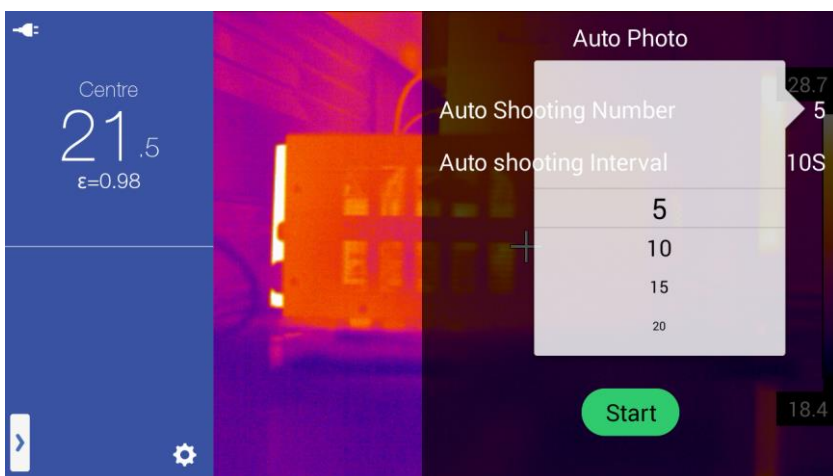 Centre
21.5
ε=0.98
Auto Photo
28.7
Auto Shooting Number 5
Auto shooting Interval 10S
5
10
15
20
Start
18.4